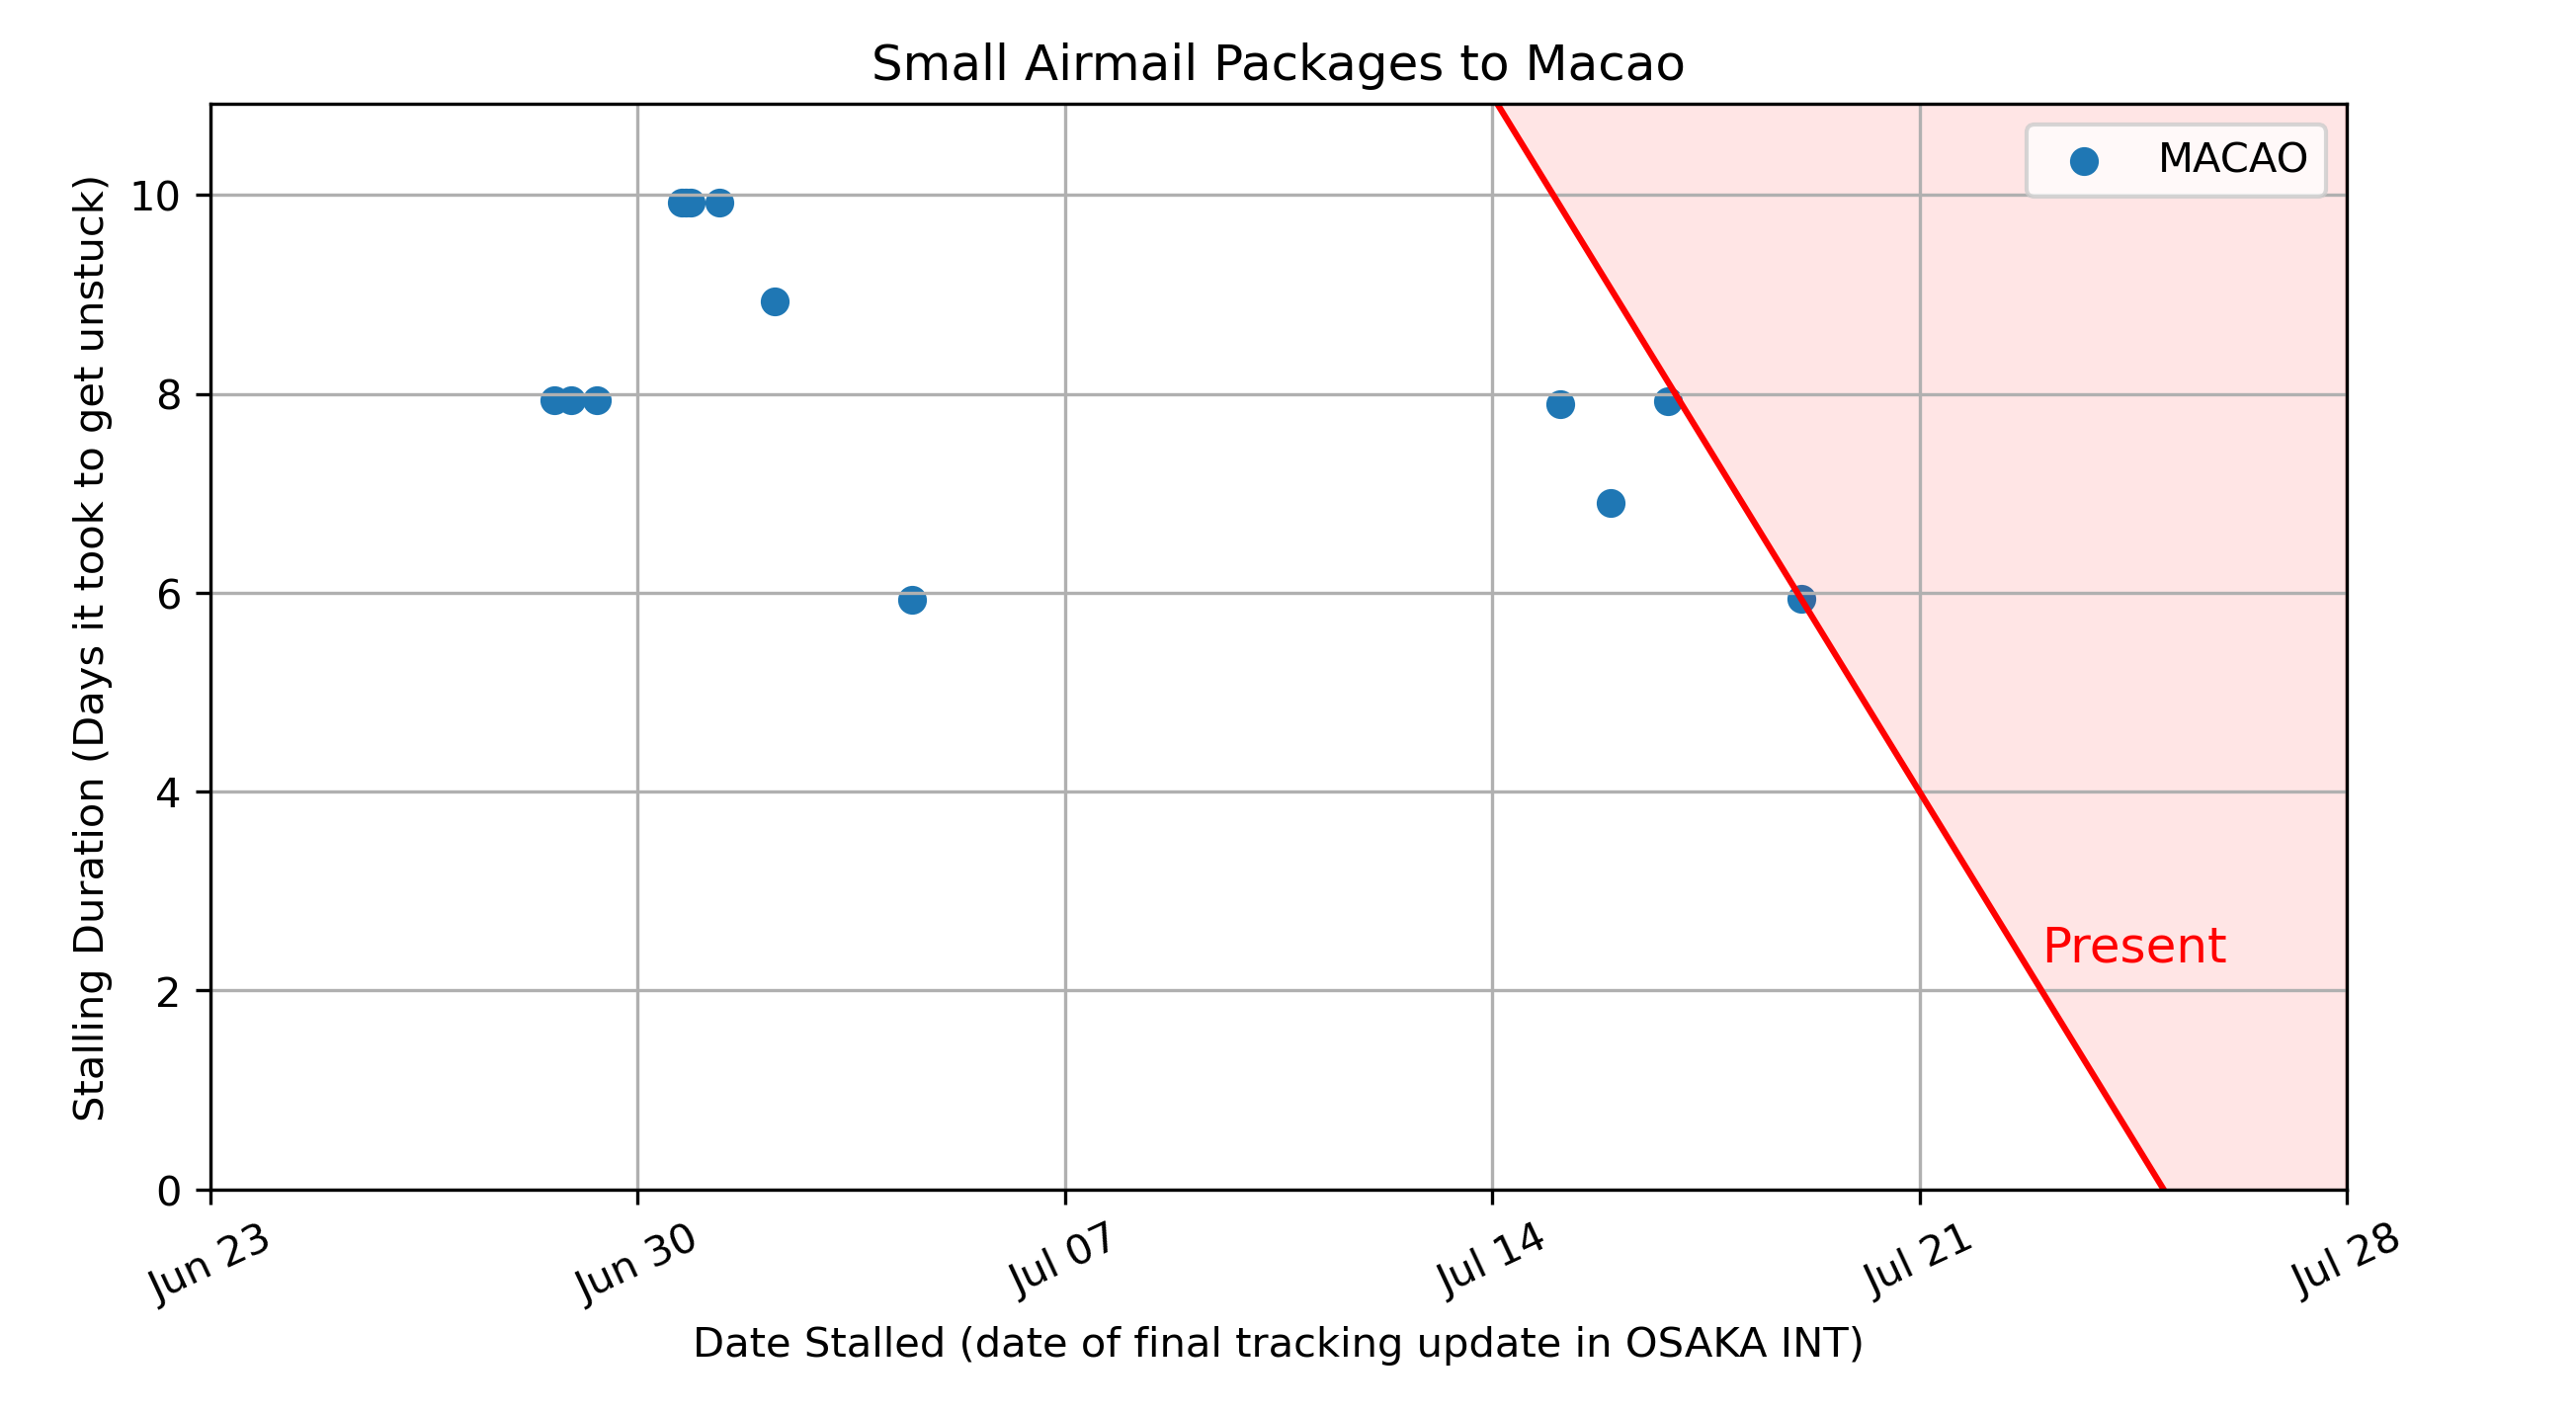 Small Airmail Packages to Macao
MACAO
Stalling Duration (Days it took to get unstuck)
10
8
6
4
2
0
Present
Jun 23
Jun 30
Jul 07
Jul 14
Jul 21
Jul 28
Date Stalled (date of final tracking update in OSAKA INT)